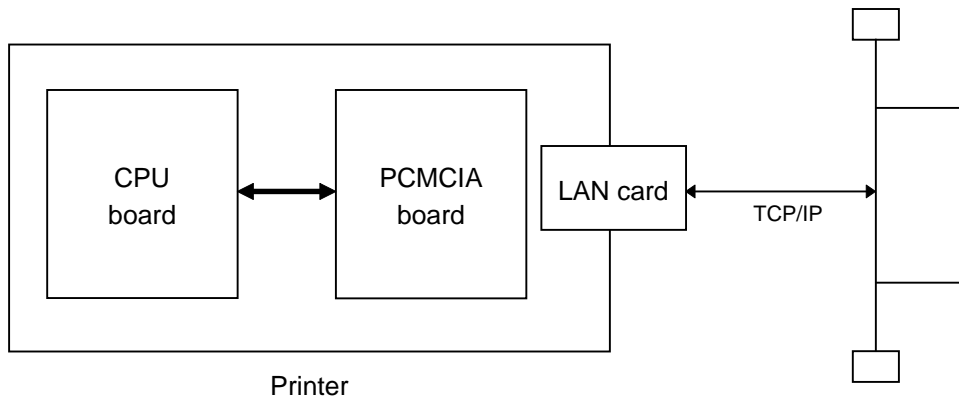 CPU
board
PCMCIA
board
LAN card
TCP/IP
Printer